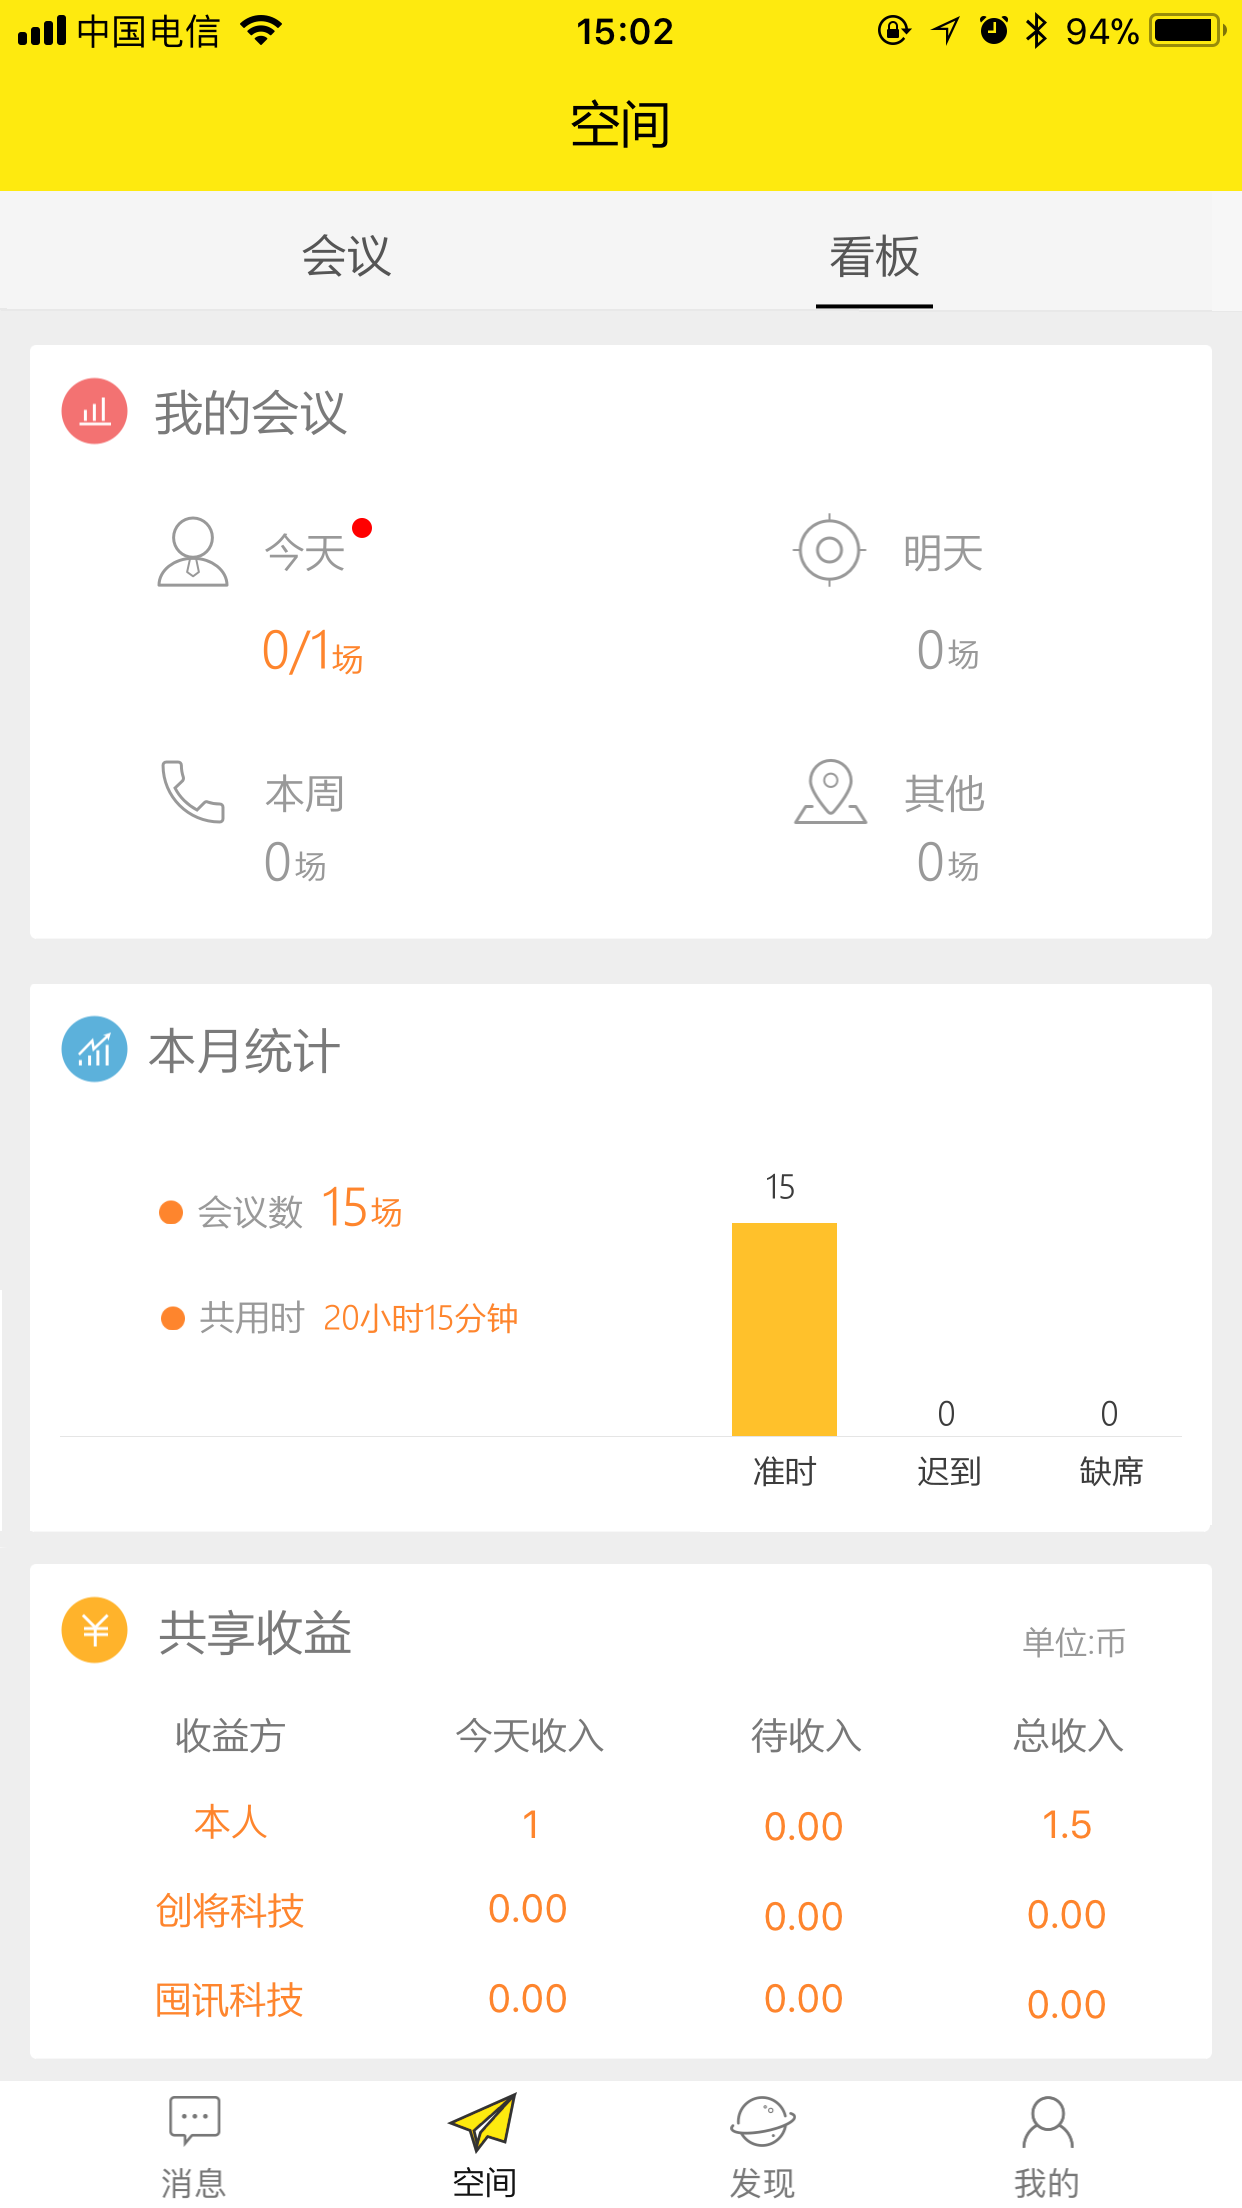 中国电信 15:02 94%
空间
会议 看板
我的会议
今天 明天
0/1场 0场
本周 其他
0场 0场
本月统计
15
会议数 15场
共用时 20小时15分钟
0 0
准时 迟到 缺席
共享收益 单位:币
收益方 今天收入 待收入 总收入
本人 1 0.00 1.5
创将科技 0.00 0.00 0.00
囤讯科技 0.00 0.00 0.00
消息 空间 发现 我的